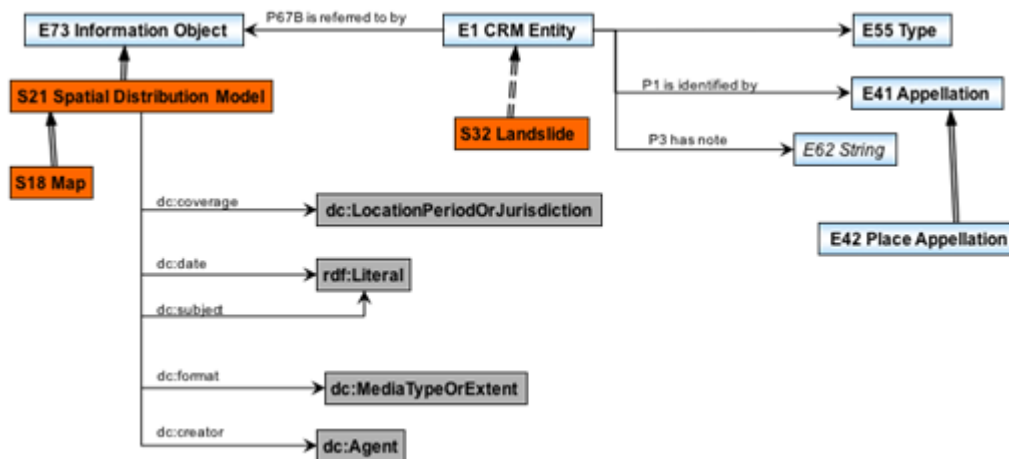 P67B is referred to by
E73 Information Object
E1 CRM Entity
E55 Type
S21 Spatial Distribution Model
P1 is identified by
E41 Appellation
S32 Landslide
P3 has note
E62 String
S18 Map
dc:coverage
dc:LocationPeriodOrJurisdiction
E42 Place Appellation
dc:date
rdf:Literal
dc:subject
dc:format
dc:MediaTypeOrExtent
dc:creator
dc:Agent